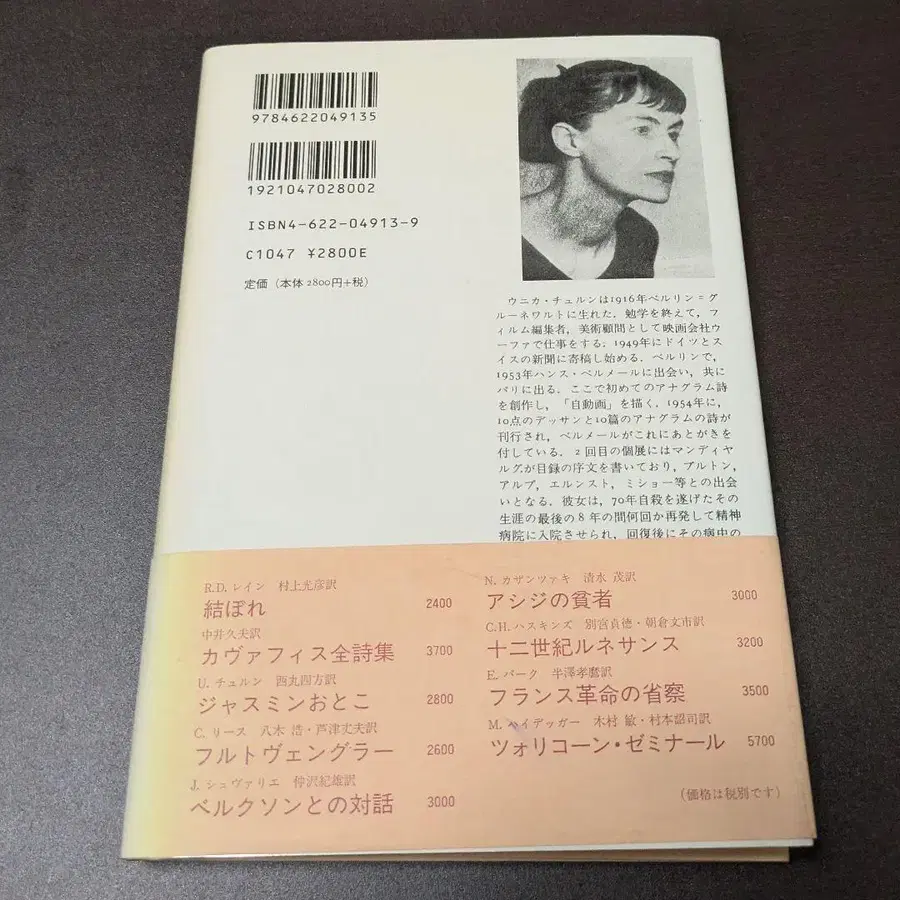 9784622049135
1921047028002
ISBN4-622-04913-9
C1047 ¥2800E
定価（本体2800円+税）
ウニカ・チュルンは1916年ベルリン＝グ
ルーネワルトに生れた．勉学を終えて，フ
ィルム編集者，美術顧問として映画会社ウ
ーファで仕事をする．1949年にドイツとス
イスの新聞に寄稿し始める．ベルリンで，
1953年ハンス・ベルメールに出会い，共に
パリに出る．ここで初めてのアナグラム詩
を創作し，「自動画」を描く．1954年に，
10点のデッサンと10篇のアナグラムの詩が
刊行され，ベルメールがこれにあとがきを
付している．2回目の個展にはマンディヤ
ルグが目録の序文を書いており，ブルトン，
アルプ，エルンスト，ミショー等との出会
いとなる．彼女は，70年自殺を遂げたその
生涯の最後の8年の間何回か再発して精神
病院に入院させられ，回復後にその病中の
R.D. レイン 村上光彦訳
結ぼれ 2400
中井久夫訳
カヴァフィス全詩集 3700
U. チュルン 西丸四方訳
ジャスミンおとこ 2800
C. リース 八木 浩・芦津丈夫訳
フルトヴェングラー 2600
J. シュヴァリエ 仲沢紀雄訳
ベルクソンとの対話 3000
N. カザンツァキ 清水 茂訳
アシジの貧者 3000
C.H. ハスキンズ 別宮貞徳・朝倉文市訳
十二世紀ルネサンス 3200
E. バーク 半澤孝麿訳
フランス革命の省察 3500
M. ハイデッガー 木村 敏・村本詔司訳
ツォリコーン・ゼミナール 5700
（価格は税別です）